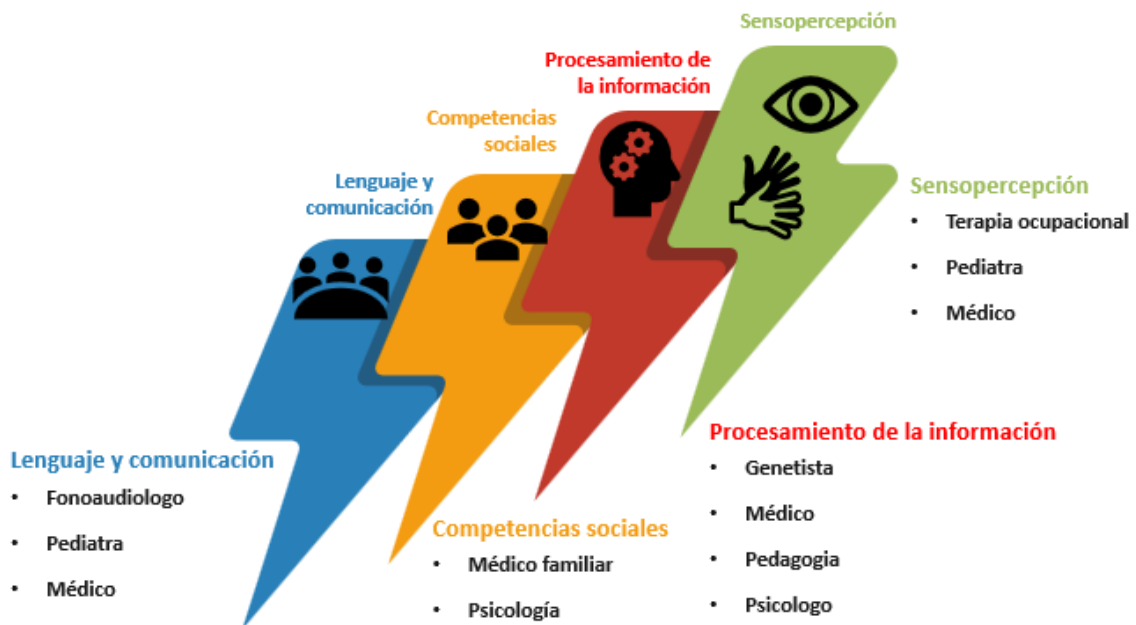 Sensopercepción
Procesamiento de
la información
Competencias
sociales
Lenguaje y
comunicación
Sensopercepción
• Terapia ocupacional
• Pediatra
• Médico
Lenguaje y comunicación
• Fonoaudiologo
• Pediatra
• Médico
Competencias sociales
• Médico familiar
• Psicología
Procesamiento de la información
• Genetista
• Médico
• Pedagogia
• Psicologo